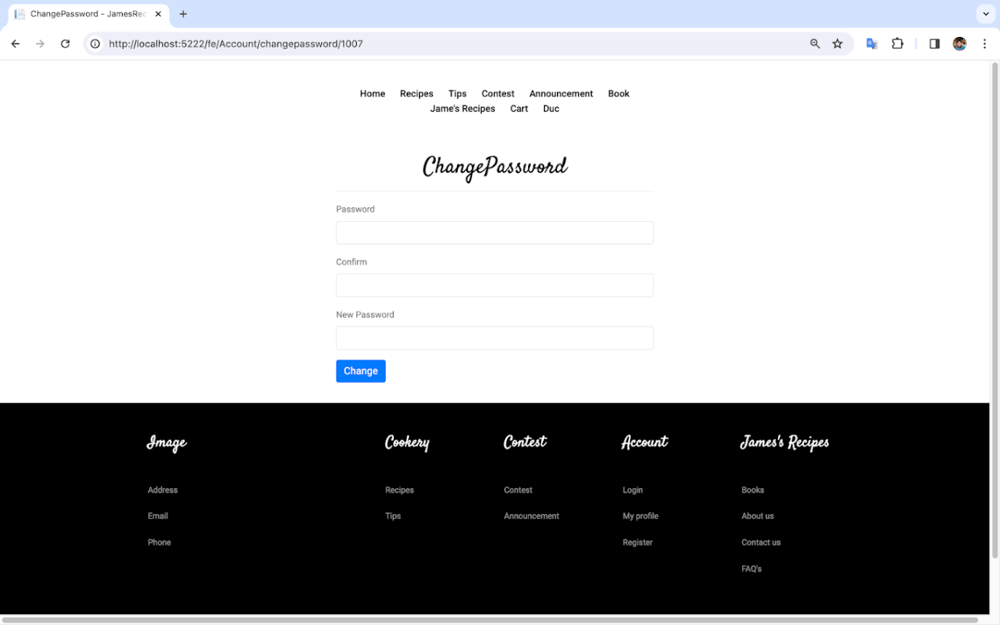 ChangePassword - JamesRec
http://localhost:5222/fe/Account/changepassword/1007
Home Recipes Tips Contest Announcement Book
Jame's Recipes Cart Duc
ChangePassword
Password
Confirm
New Password
Change
Image Cookery Contest Account James's Recipes
Address Recipes Contest Login Books
Email Tips Announcement My profile About us
Phone Register Contact us
FAQ's